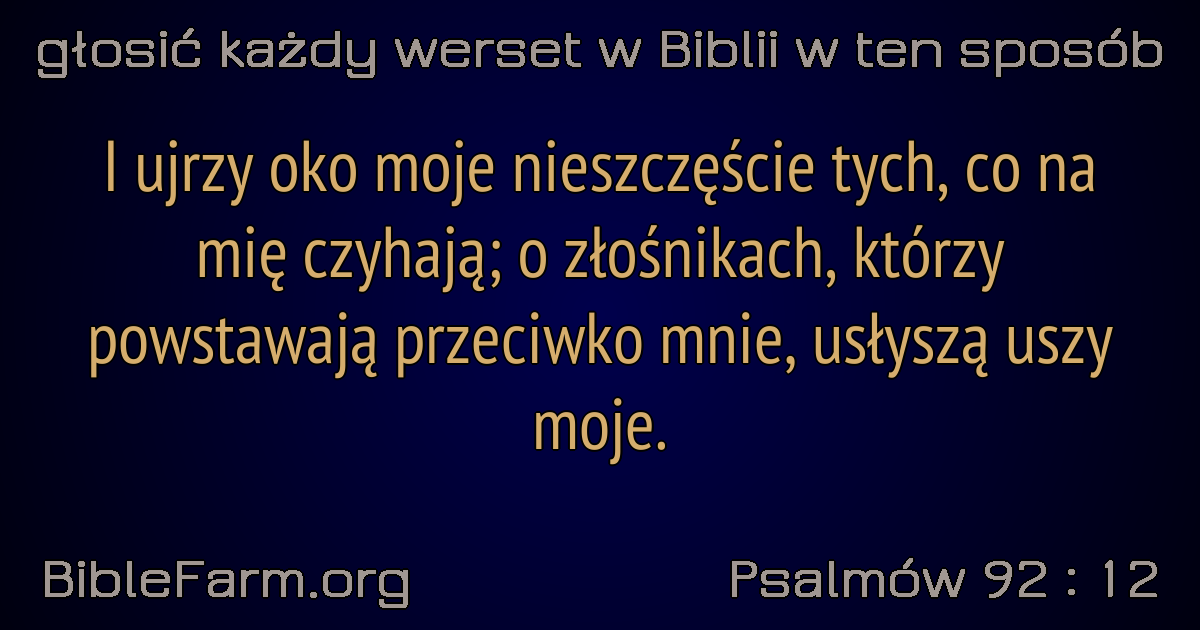 głosić każdy werset w Biblii w ten sposób
I ujrzy oko moje nieszczęście tych, co na
mię czyhają; o złośnikach, którzy
powstawają przeciwko mnie, usłyszą uszy
moje.
BibleFarm.org
Psalmów 92 : 12